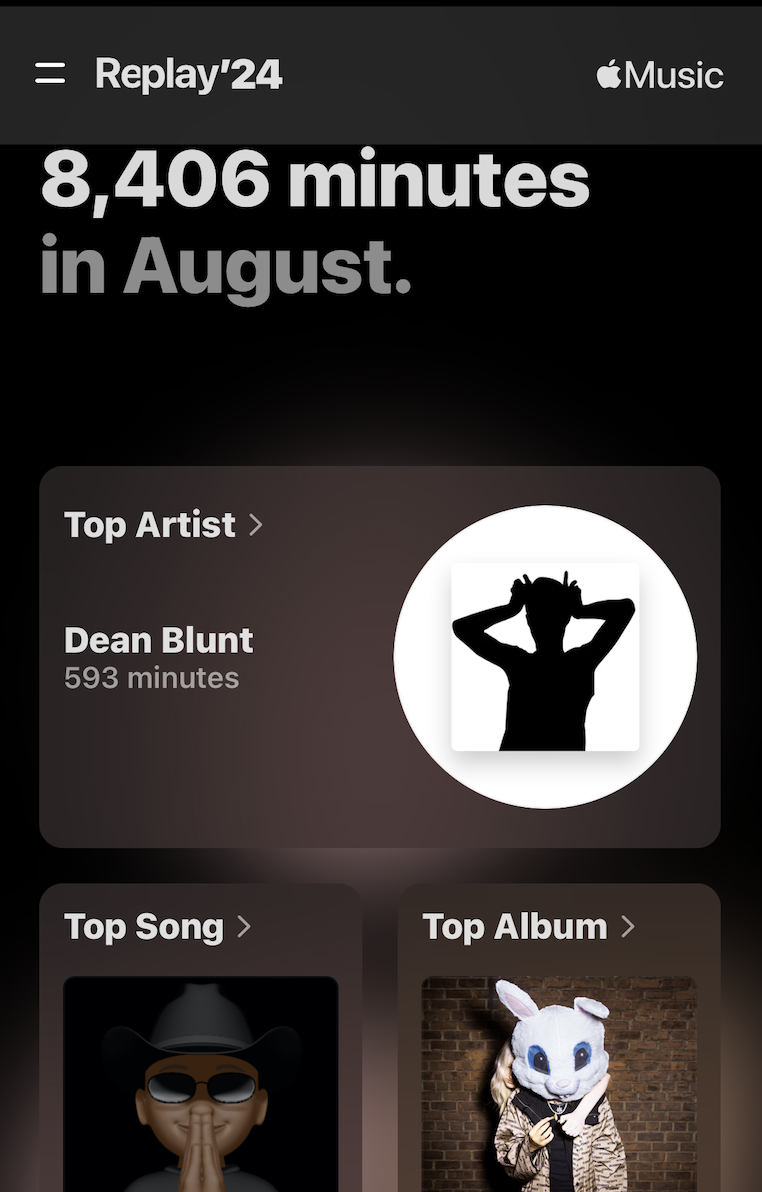 Replay'24
Music
8,406 minutes
in August.
Top Artist
Dean Blunt
593 minutes
Top Song
Top Album